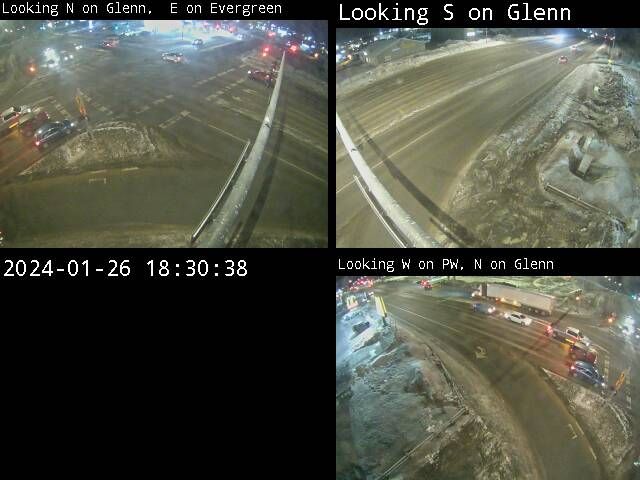 Looking N on Glenn, E on Evergreen
Looking S on Glenn
2024-01-26 18:30:38
Looking W on PW, N on Glenn